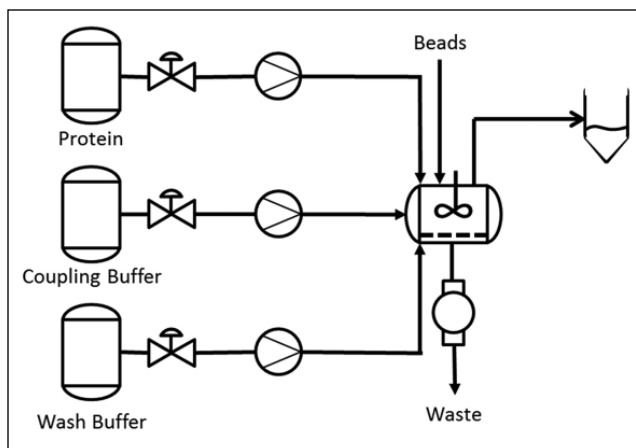 Beads
Protein
Coupling Buffer
Wash Buffer
Waste